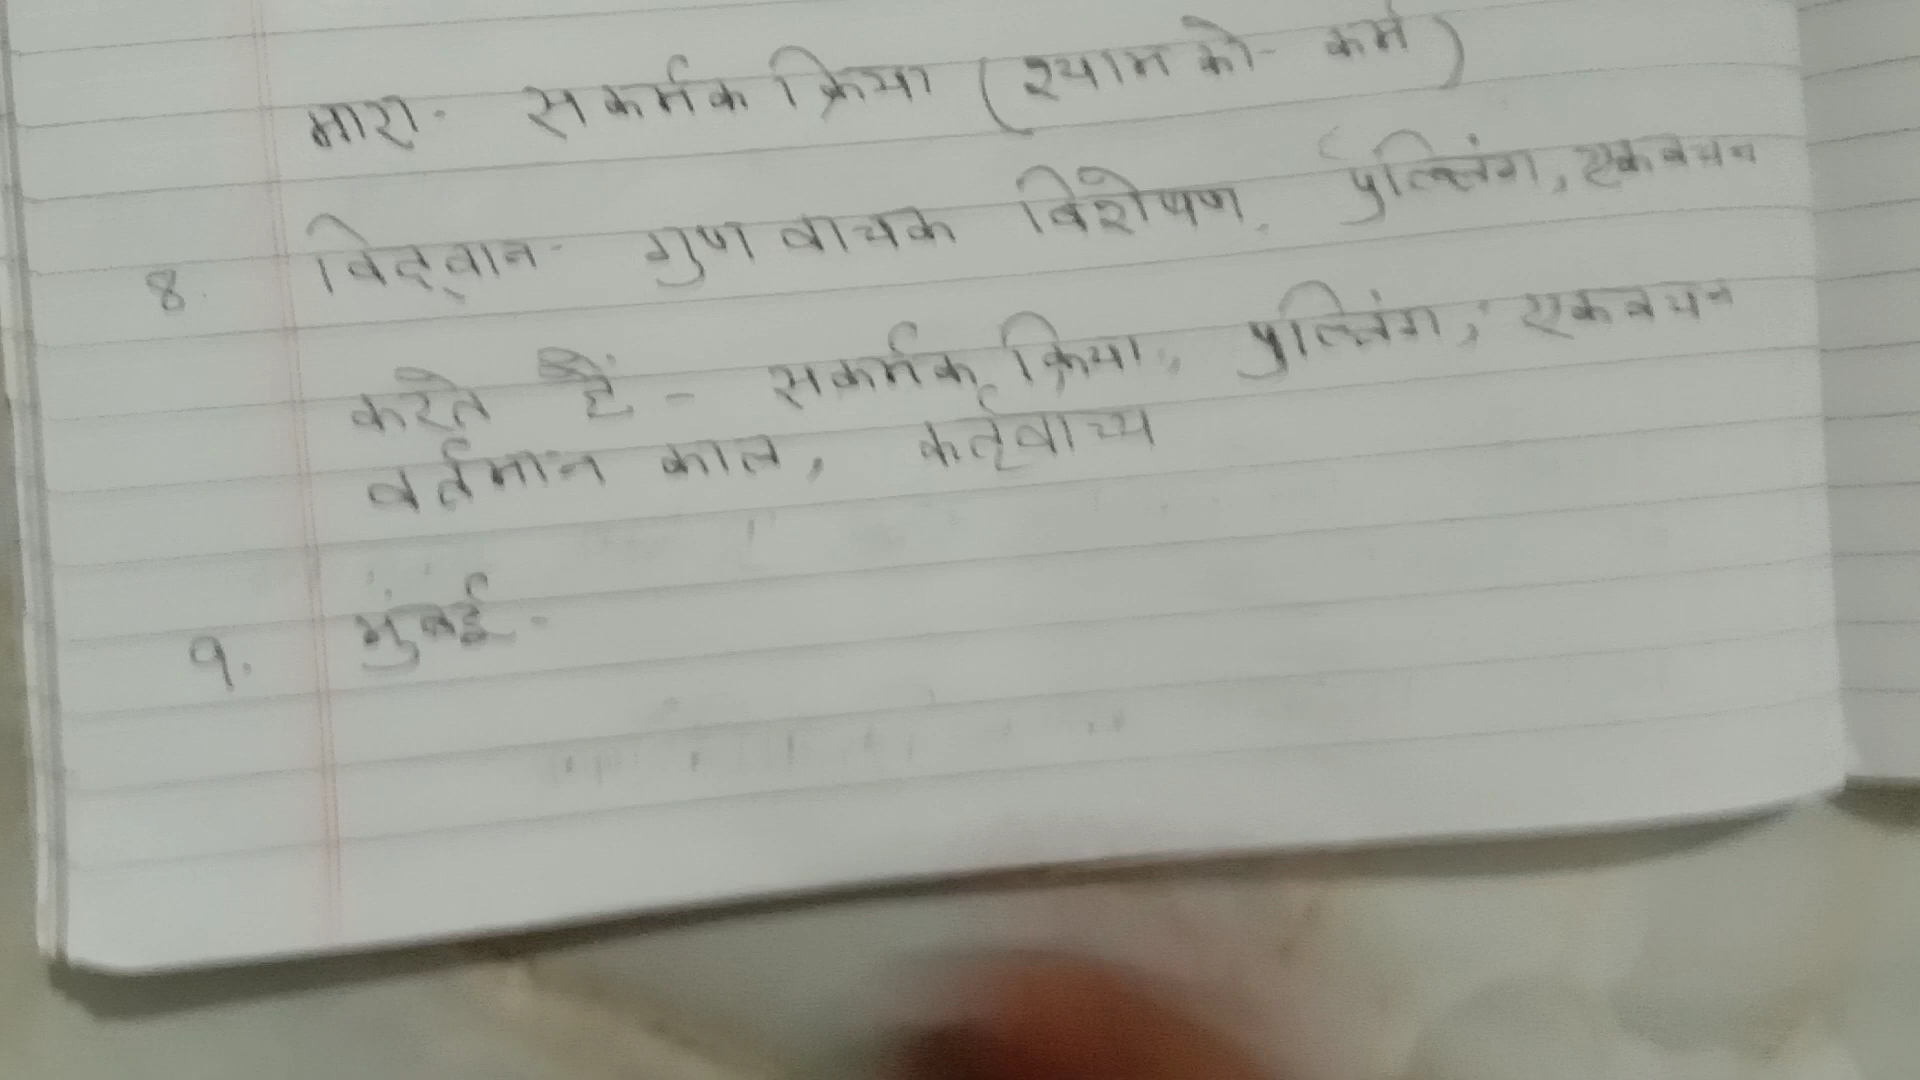 मारा- सकर्मक क्रिया (श्याम को- कर्म)
8. विद्वान- गुणवाचक विशेषण, पुल्लिंग, एकवचन
करते हैं - सकर्मक क्रिया, पुल्लिंग, एकवचन
वर्तमान काल, कर्तृवाच्य
9. मुंबई-